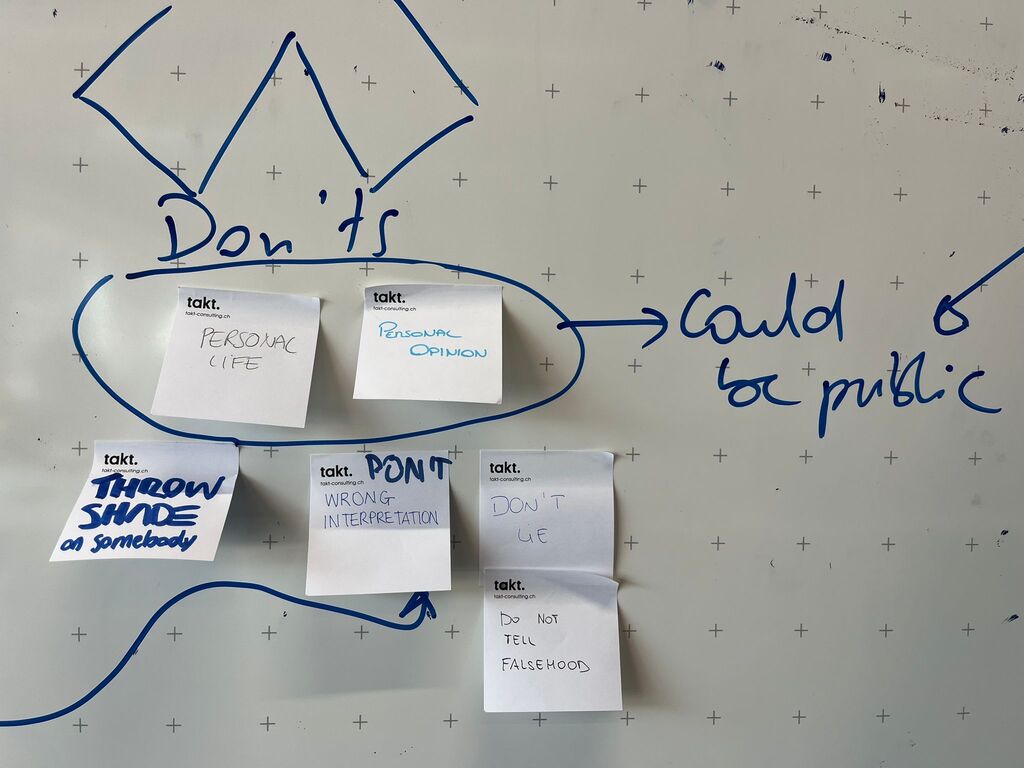 Don'ts
takt.
takt-consulting.ch
PERSONAL
LIFE
takt.
takt-consulting.ch
PERSONAL
OPINION
Could
be public
takt.
takt-consulting.ch
THROW
SHADE
on somebody
takt.
takt-consulting.ch
DON'T
WRONG
INTERPRETATION
takt.
takt-consulting.ch
DON'T
LIE
takt.
takt-consulting.ch
DO NOT
TELL
FALSEHOOD